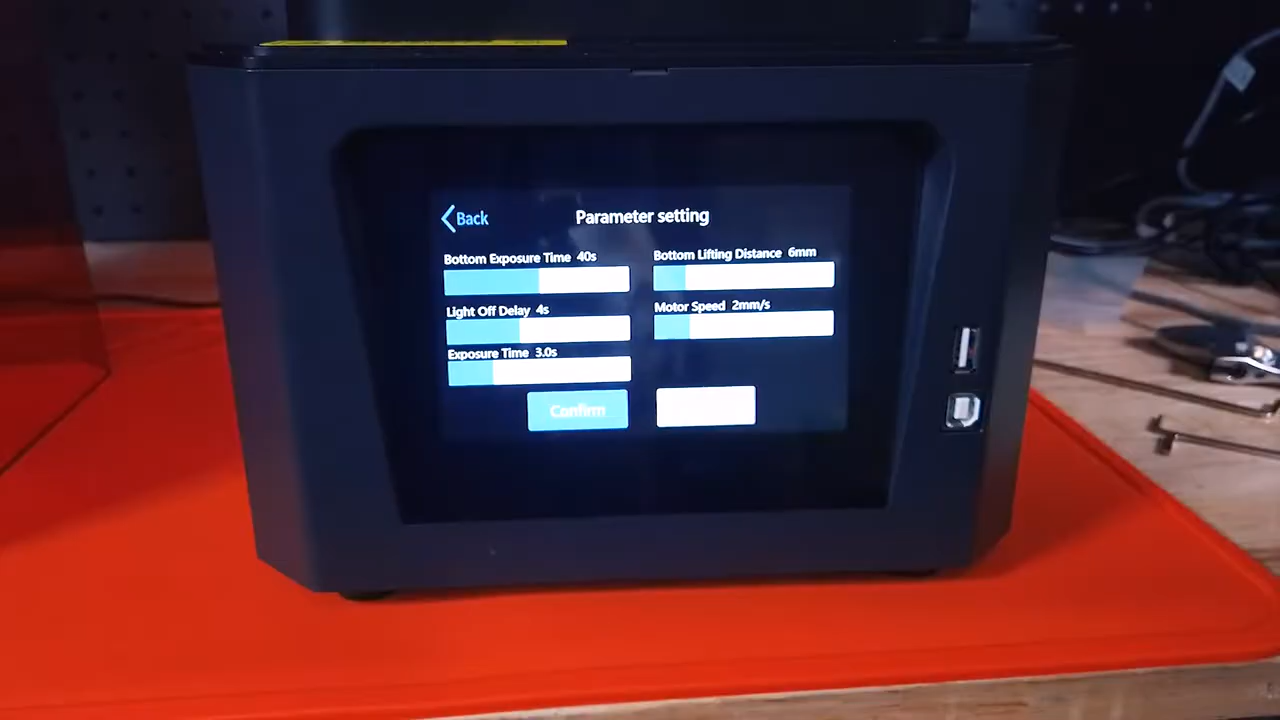 Back
Parameter setting
Bottom Exposure Time 40s
Bottom Lifting Distance 6mm
Light Off Delay 4s
Motor Speed 2mm/s
Exposure Time 3.0s
Confirm